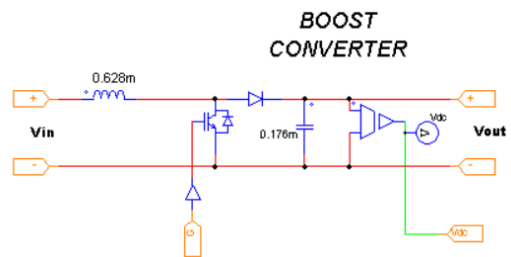 BOOST
CONVERTER
0.628m
+
+
Vdc
Vin
0.176m
V
Vout
-
-
G
Vdc